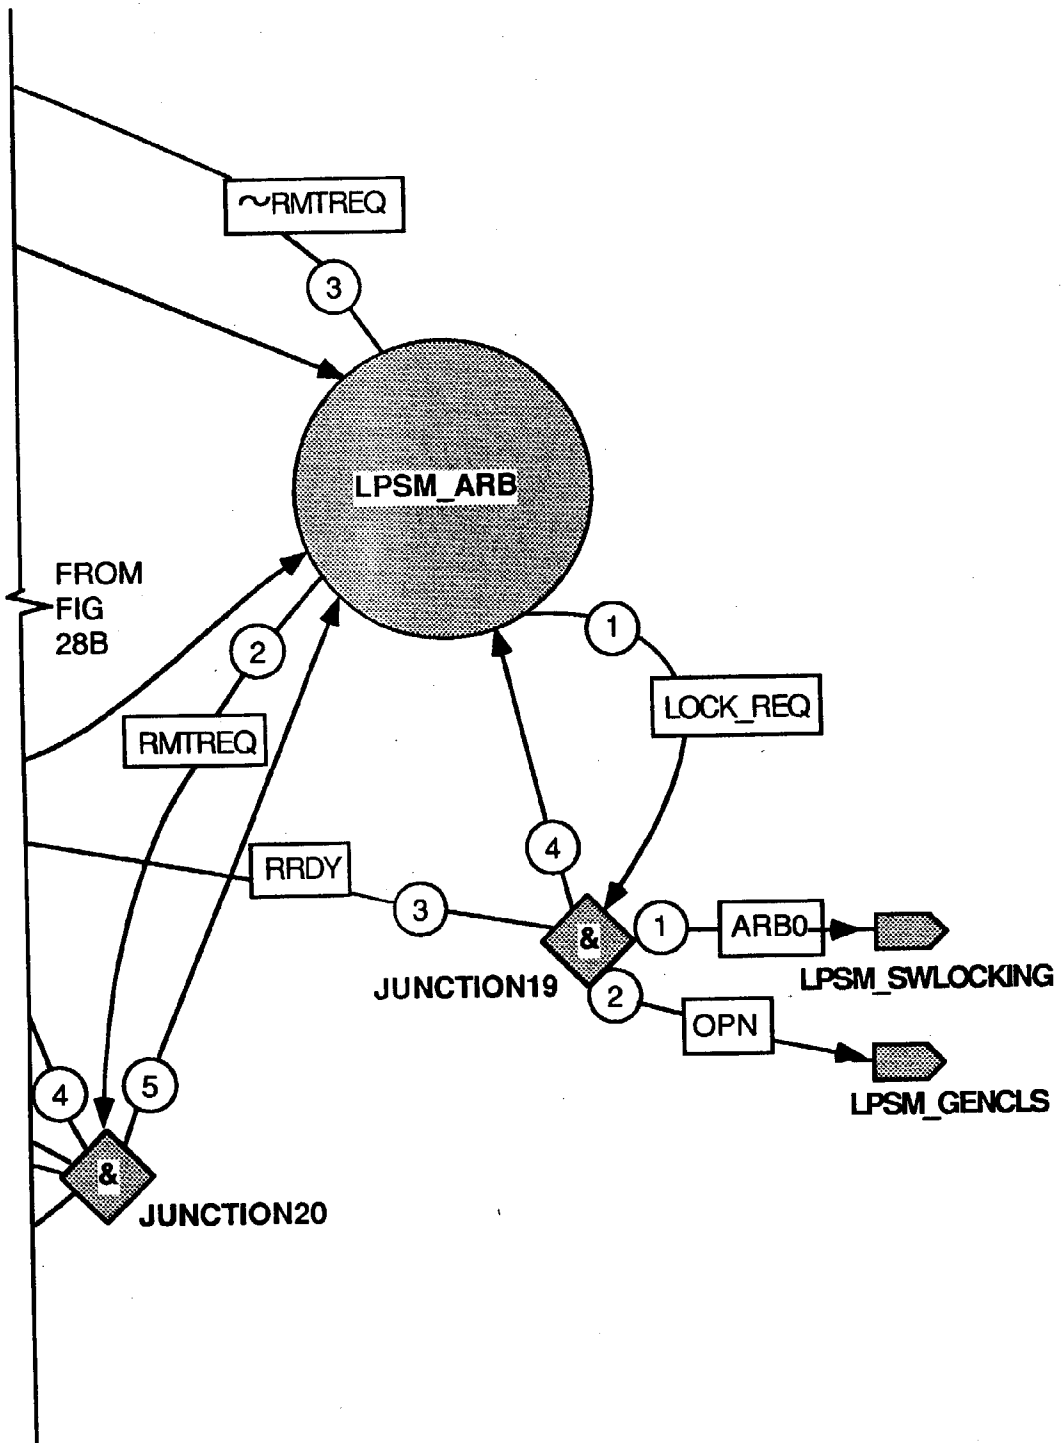 ~RMTREQ
3
LPSM_ARB
FROM
FIG
28B
2
1
LOCK_REQ
RMTREQ
4
RRDY
3
&
1
ARB0
LPSM_SWLOCKING
JUNCTION19
2
OPN
LPSM_GENCLS
4
5
&
JUNCTION20